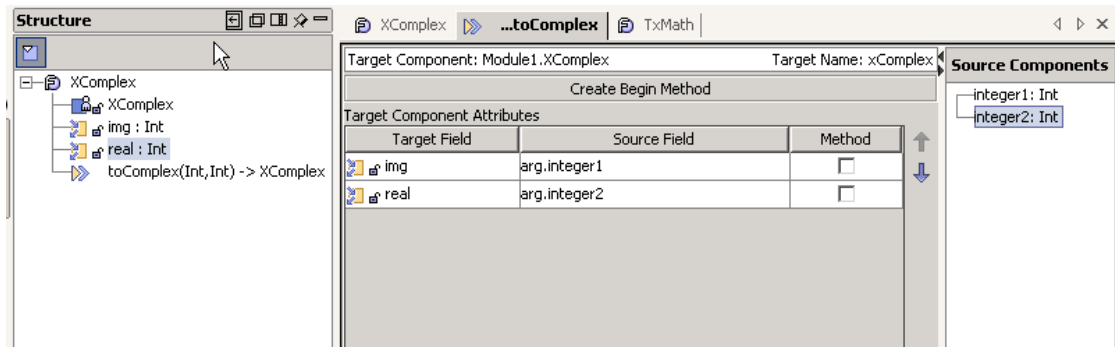 Structure
XComplex
XComplex
img : Int
real : Int
toComplex(Int,Int) -> XComplex
XComplex ...toComplex TxMath
Target Component: Module1.XComplex Target Name: xComplex
Create Begin Method
Target Component Attributes
Target Field Source Field Method
img arg.integer1
real arg.integer2
Source Components
integer1: Int
integer2: Int